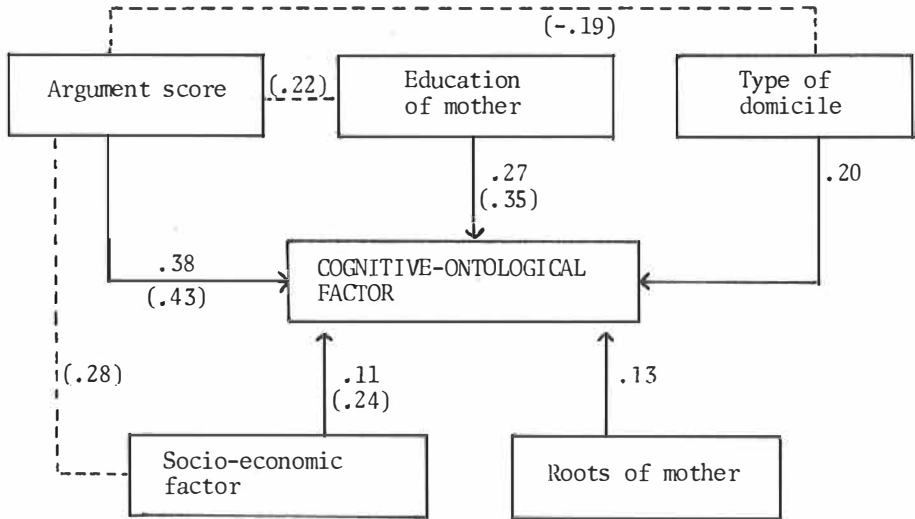 (-.19)
Argument score
(.22)
Education
of mother
Type of
domicile
.27
(.35)
.20
.38
(.43)
COGNITIVE-ONTOLOGICAL
FACTOR
(.28)
.11
(.24)
.13
Socio-economic
factor
Roots of mother